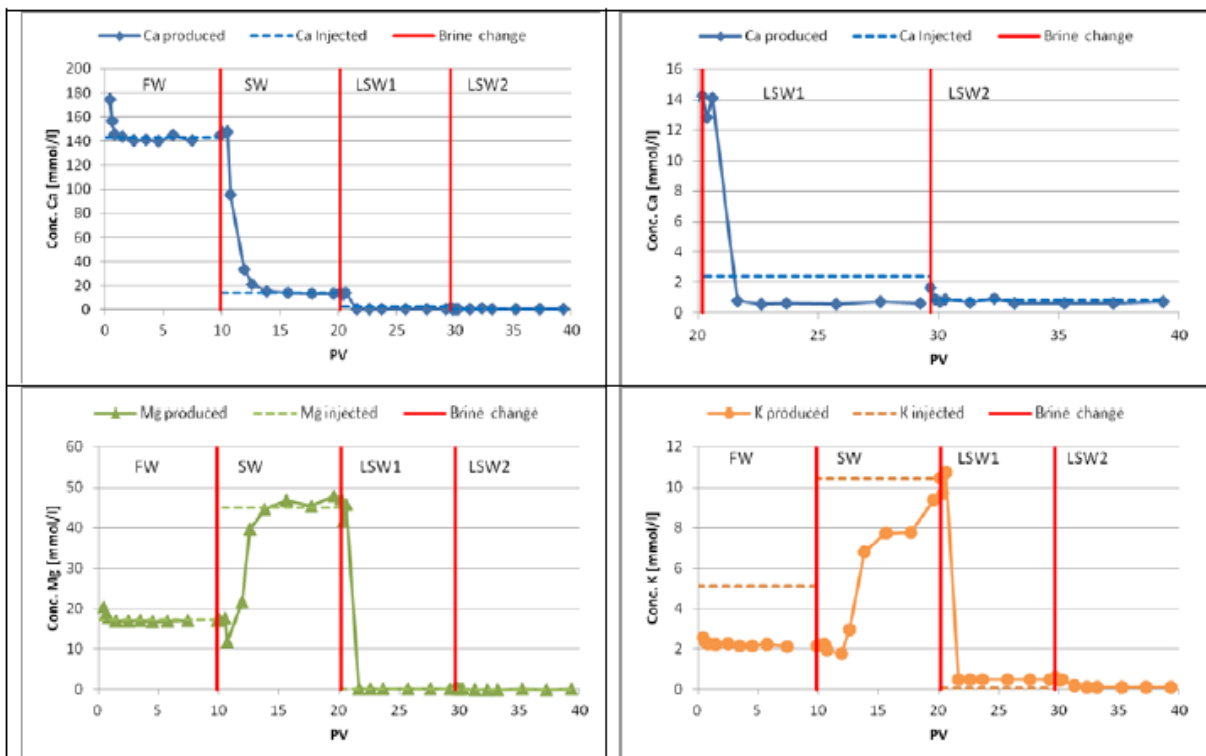 Ca produced Ca Injected Brine change
200
180
160
140
120
100
80
60
40
20
0
Conc. Ca [mmol/l]
FW SW LSW1 LSW2
0 10 20 30 40
PV
Ca produced Ca Injected Brine change
16
14
12
10
8
6
4
2
0
Conc. Ca [mmol/l]
LSW1 LSW2
20 25 30 35 40
PV
Mg produced Mg injected Brine change
60
50
40
30
20
10
0
Conc. Mg [mmol/l]
FW SW LSW1 LSW2
0 10 20 30 40
PV
K produced K injected Brine change
12
10
8
6
4
2
0
Conc. K [mmol/l]
FW SW LSW1 LSW2
0 5 10 15 20 25 30 35 40
PV